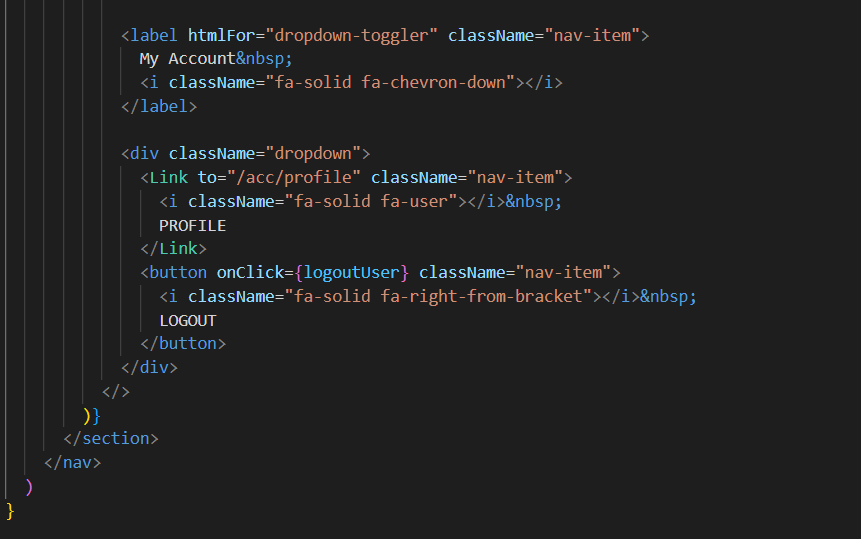 <label htmlFor="dropdown-toggler" className="nav-item">
My Account&nbsp;
<i className="fa-solid fa-chevron-down"></i>
</label>
<div className="dropdown">
<Link to="/acc/profile" className="nav-item">
<i className="fa-solid fa-user"></i>&nbsp;
PROFILE
</Link>
<button onClick={logoutUser} className="nav-item">
<i className="fa-solid fa-right-from-bracket"></i>&nbsp;
LOGOUT
</button>
</div>
</>
)}
</section>
</nav>
)
}